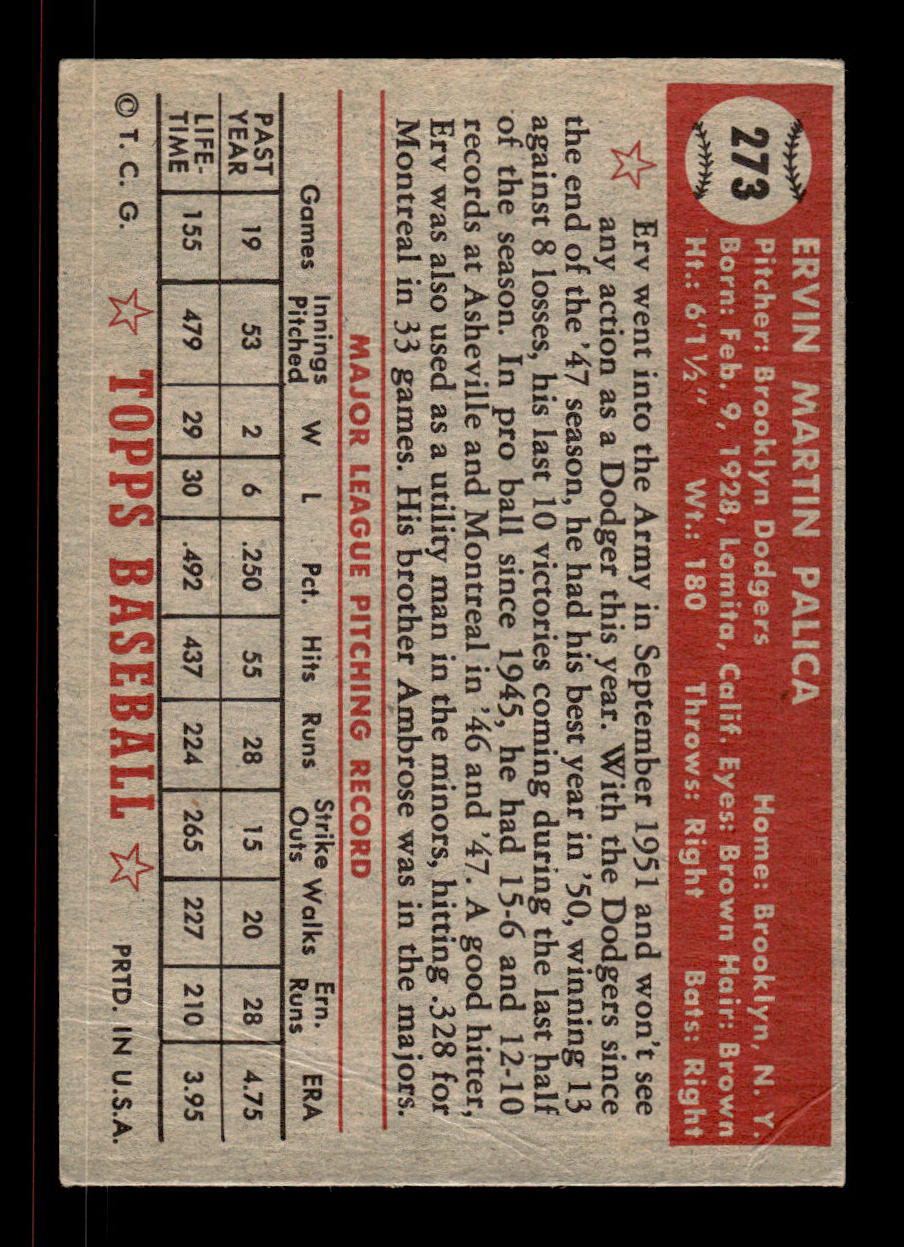 273
ERVIN MARTIN PALICA
Pitcher: Brooklyn Dodgers Home: Brooklyn, N. Y.
Born: Feb. 9, 1928, Lomita, Calif. Eyes: Brown Hair: Brown
Ht.: 6'1½" Wt.: 180 Throws: Right Bats: Right
Erv went into the Army in September 1951 and won't see
any action as a Dodger this year. With the Dodgers since
the end of the '47 season, he had his best year in '50, winning 13
against 8 losses, his last 10 victories coming during the last half
of the season. In pro ball since 1945, he had 15-6 and 12-10
records at Asheville and Montreal in '46 and '47. A good hitter,
Erv was also used as a utility man in the minors, hitting .328 for
Montreal in 33 games. His brother Ambrose was in the majors.
MAJOR LEAGUE PITCHING RECORD
Games Innings Pitched W L Pct. Hits Runs Strike Outs Walks Ern. Runs ERA
PAST YEAR 19 53 2 6 .250 55 28 15 20 28 4.75
LIFE-TIME 155 479 29 30 .492 437 224 265 227 210 3.95
© T. C. G. TOPPS BASEBALL PRTD. IN U.S.A.